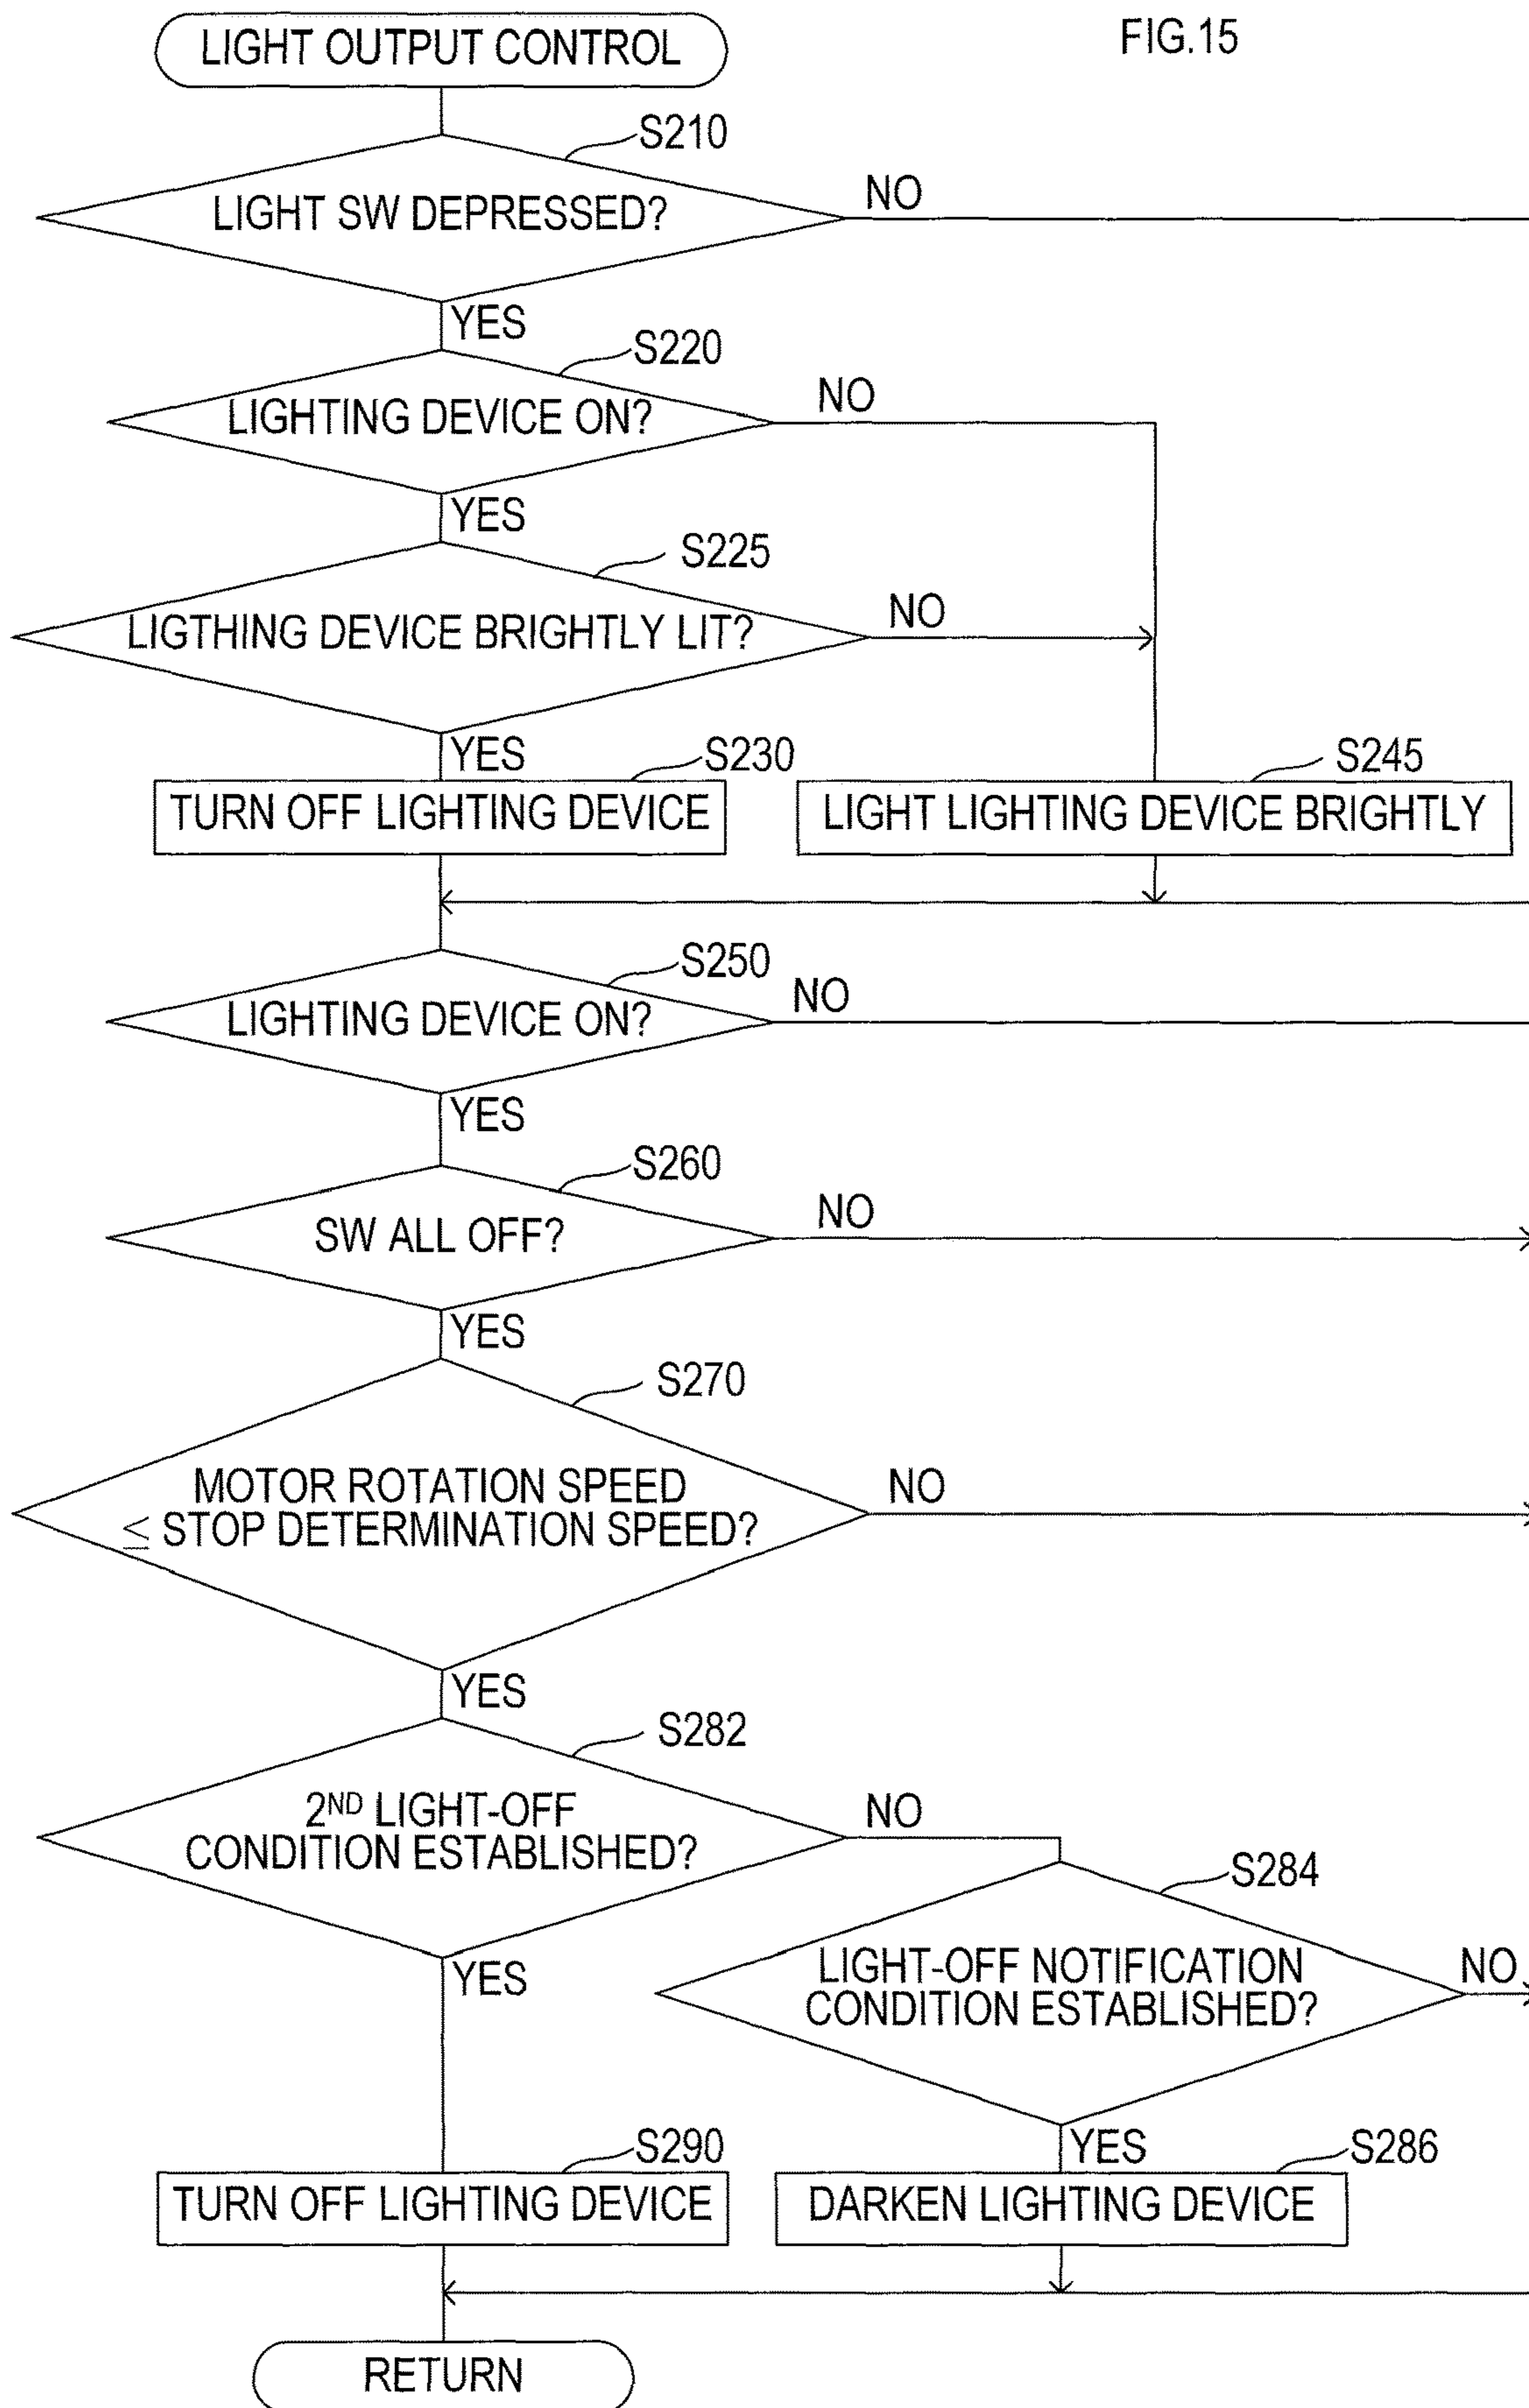 FIG.15
LIGHT OUTPUT CONTROL
S210
LIGHT SW DEPRESSED?
NO
YES
S220
LIGHTING DEVICE ON?
NO
YES
S225
LIGTHING DEVICE BRIGHTLY LIT?
NO
YES
S230
TURN OFF LIGHTING DEVICE
S245
LIGHT LIGHTING DEVICE BRIGHTLY
S250
LIGHTING DEVICE ON?
NO
YES
S260
SW ALL OFF?
NO
YES
S270
MOTOR ROTATION SPEED
≤ STOP DETERMINATION SPEED?
NO
YES
S282
2ND LIGHT-OFF
CONDITION ESTABLISHED?
NO
YES
S284
LIGHT-OFF NOTIFICATION
CONDITION ESTABLISHED?
NO
YES
S290
TURN OFF LIGHTING DEVICE
S286
DARKEN LIGHTING DEVICE
RETURN